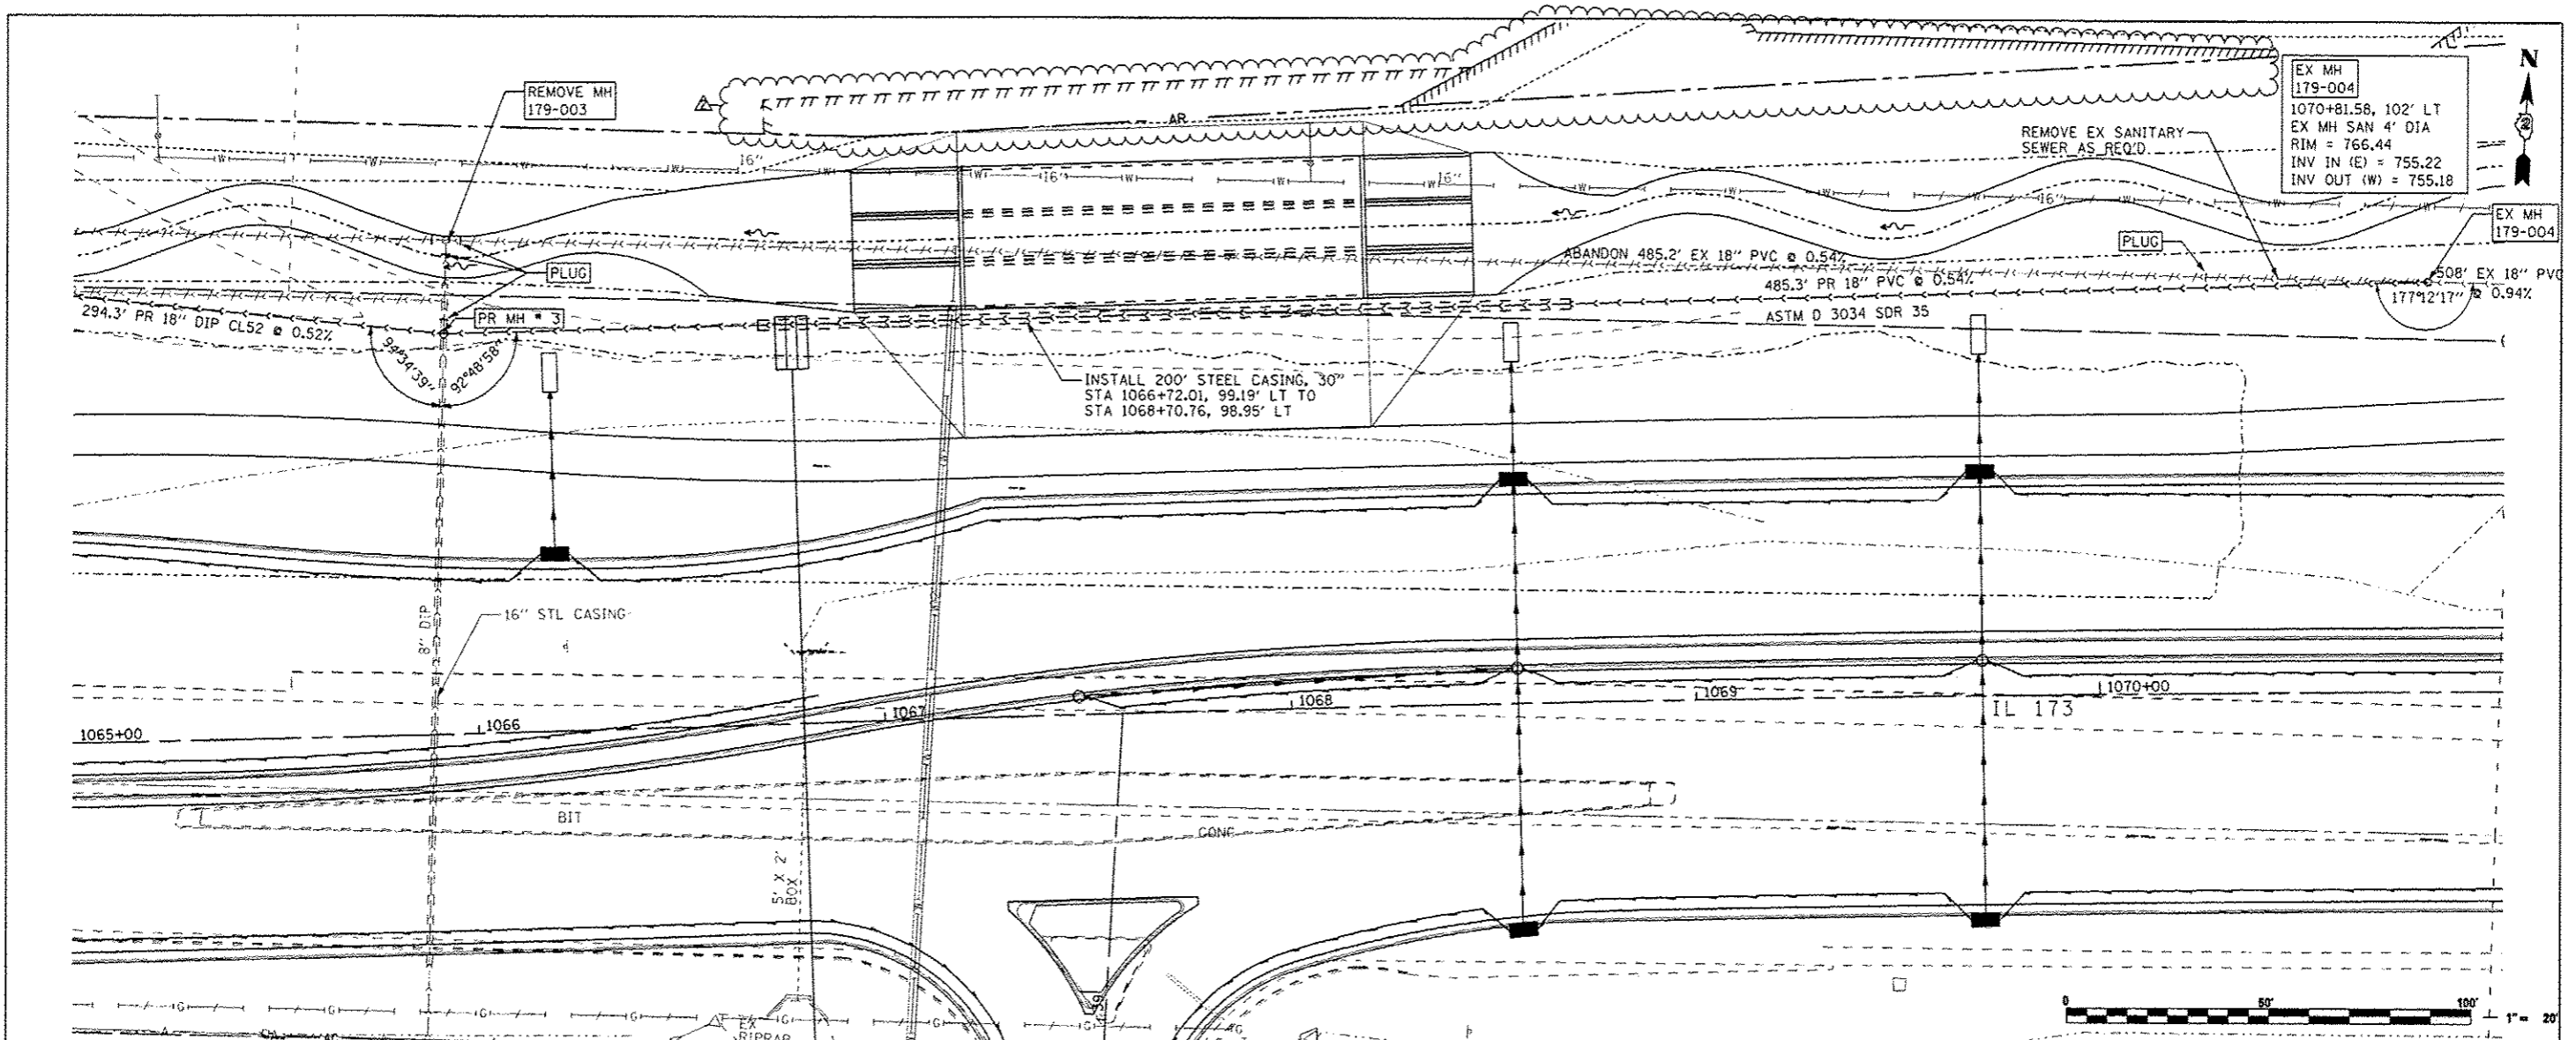 REMOVE MH
179-003
N
2
EX MH
179-004
1070+81.58, 102' LT
EX MH SAN 4' DIA
RIM = 766.44
INV IN (E) = 755.22
INV OUT (W) = 755.18
AR
REMOVE EX SANITARY
SEWER AS REQ'D
W W W W W W 16" W W 16" W W 16" W W 16" W W W
EX MH
179-004
PLUG
PLUG
ABANDON 485.2' EX 18" PVC @ 0.54%
485.3' PR 18" PVC @ 0.54%
508' EX 18" PVC
@ 0.94%
177°12'17"
294.3' PR 18" DIP CL52 @ 0.52%
PR MH # 3
ASTM D 3034 SDR 35
94°34'39"
92°48'58"
INSTALL 200' STEEL CASING, 30"
STA 1066+72.01, 99.19' LT TO
STA 1068+70.76, 98.95' LT
8" DIP
16" STL CASING
1065+00
1066
1067
1068
1069
1070+00
IL 173
BIT
CONC
5' X 2'
BOX
39
G G G G G G G G
EX
RIPRAP
AG
0 50' 100'
1" = 20'